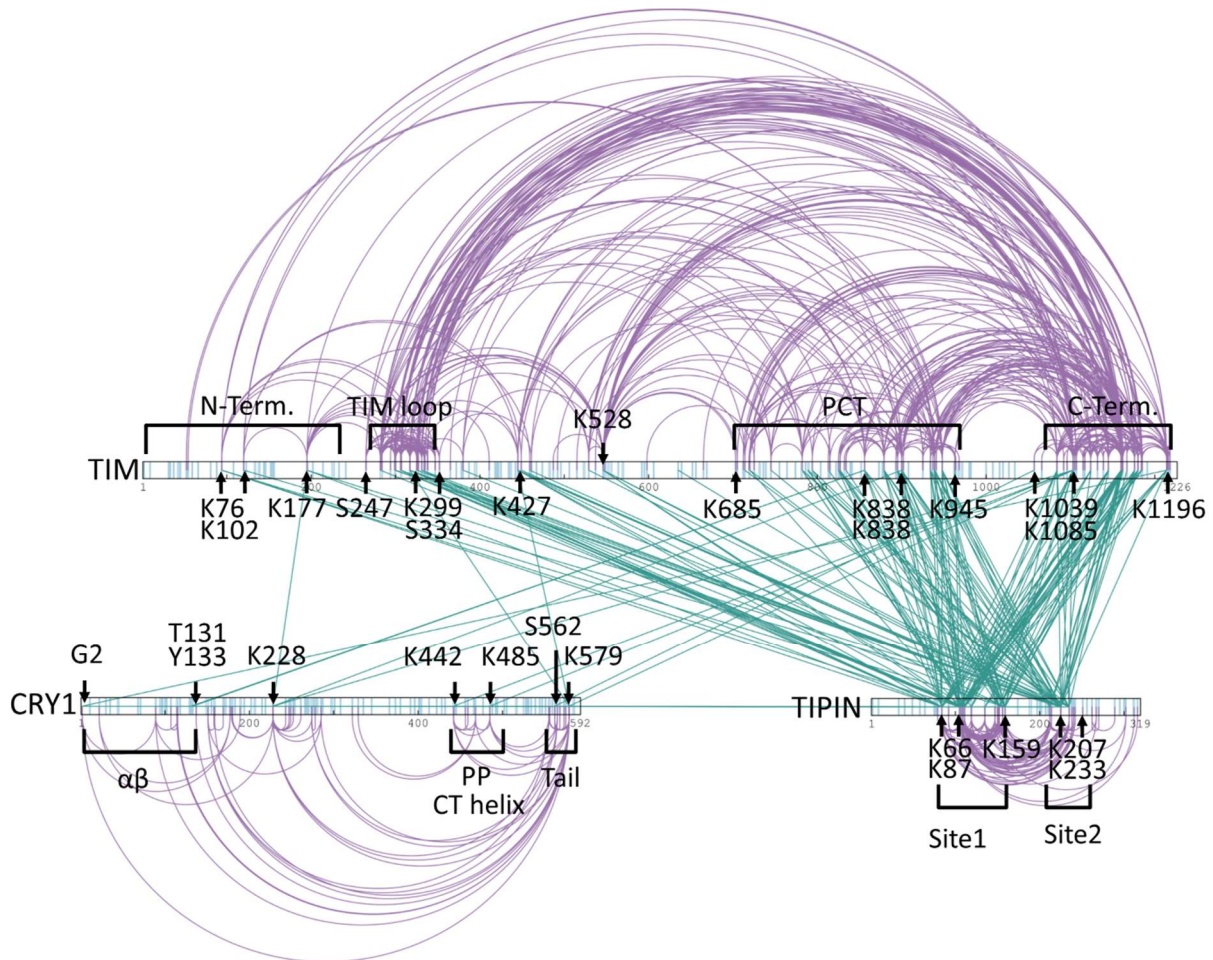 N-Term.
TIM loop
K528
PCT
C-Term.
TIM
1
400
600
1000
K76
K102
K177
S247
K299
S334
K427
K685
K838
K838
K945
K1039
K1085
K1196
G2
T131
Y133
K228
K442
K485
S562
K579
CRY1
1
200
400
592
αβ
PP
CT helix
Tail
TIPIN
1
319
K66
K87
K159
K207
K233
Site1
Site2